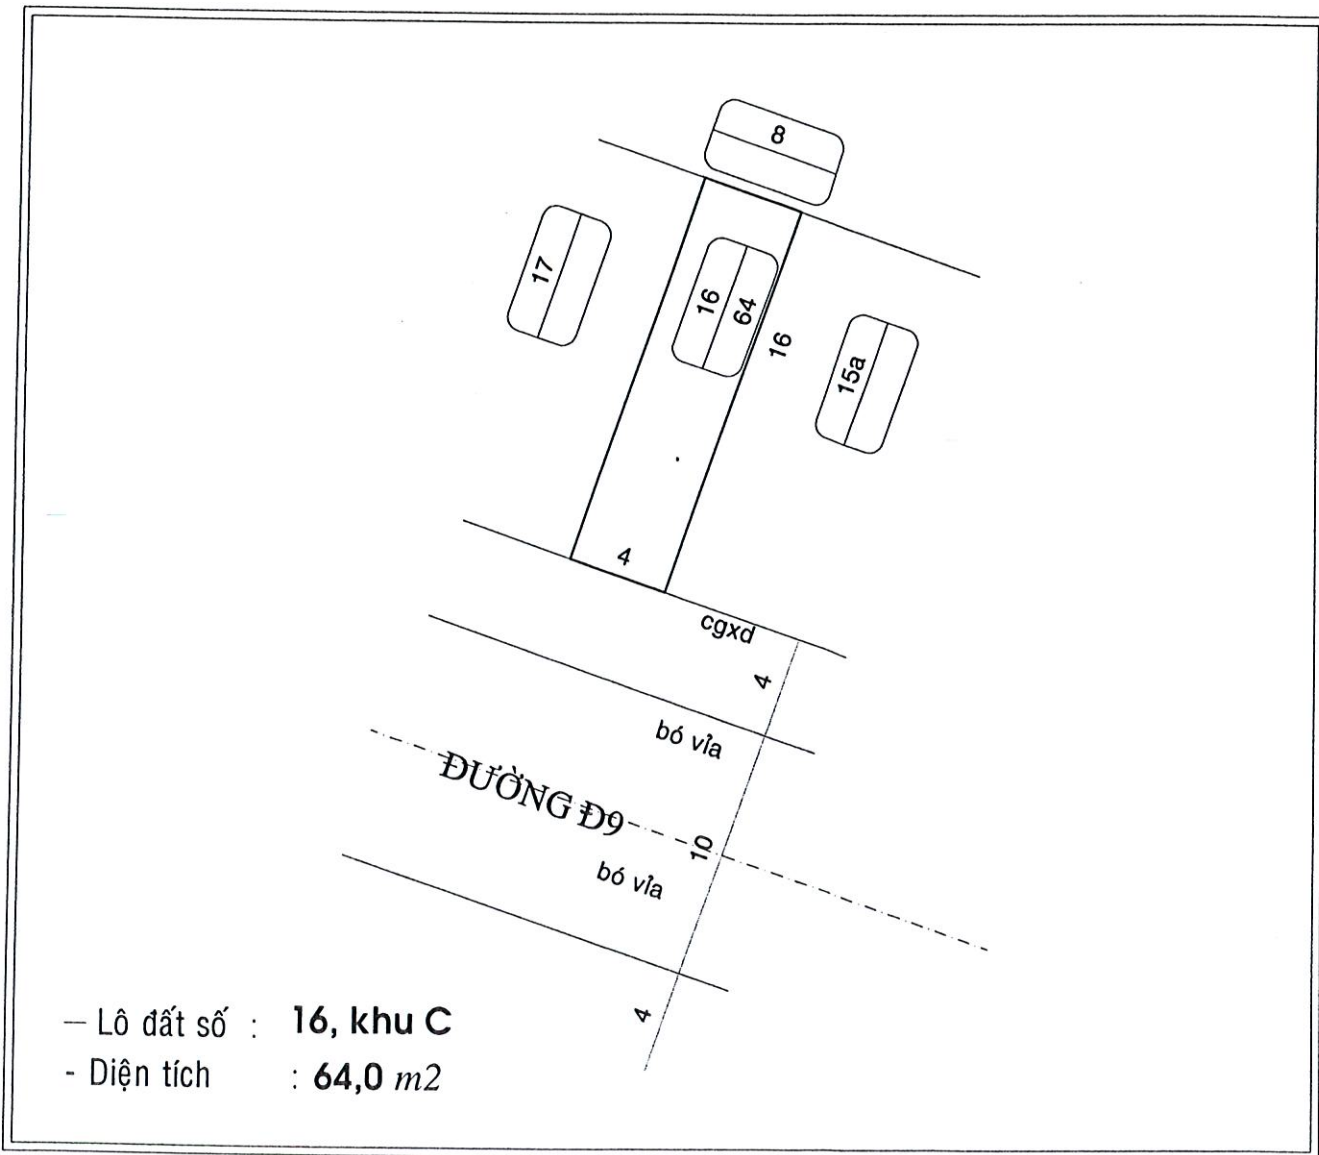 8
17
16
64
16
15a
4
cgxd
4
bó vỉa
ĐƯỜNG Đ9
10
bó vỉa
4
– Lô đất số : 16, khu C
- Diện tích : 64,0 m2